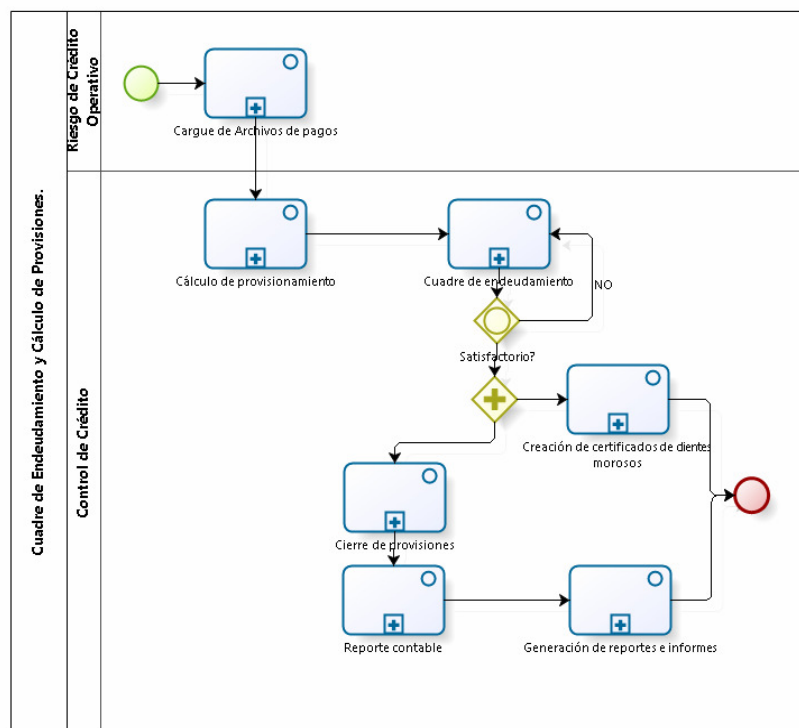 Cuadre de Endeudamiento y Cálculo de Provisiones.
Riesgo de Crédito
Operativo
Cargue de Archivos de pagos
Control de Crédito
Cálculo de provisionamiento
Cuadre de endeudamiento
NO
Satisfactorio?
Creación de certificados de clientes
morosos
Cierre de provisiones
Reporte contable
Generación de reportes e informes